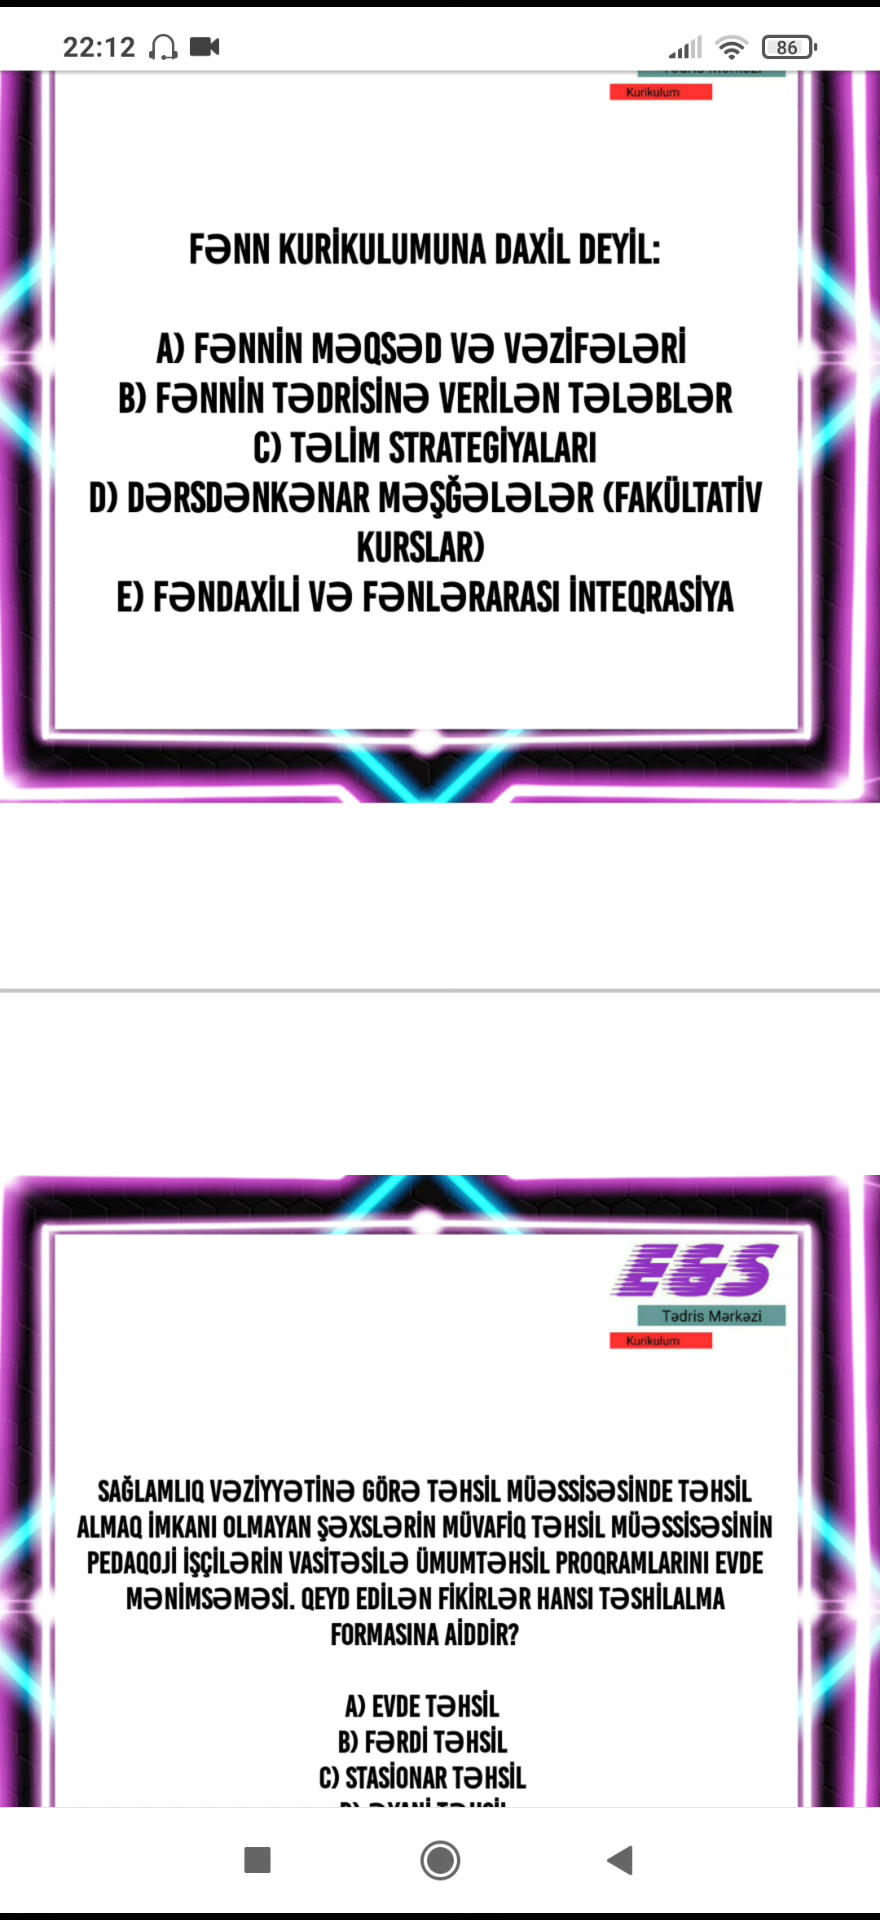 22:12
86
Kurikulum
FƏNN KURİKULUMUNA DAXİL DEYİL:
A) FƏNNİN MƏQSƏD VƏ VƏZİFƏLƏRİ
B) FƏNNİN TƏDRİSİNƏ VERİLƏN TƏLƏBLƏR
C) TƏLİM STRATEGİYALARI
D) DƏRSDƏNKƏNAR MƏŞĞƏLƏLƏR (FAKÜLTATİV
KURSLAR)
E) FƏNDAXİLİ VƏ FƏNLƏRARASI İNTEQRASİYA
E&S
Tədris Mərkəzi
Kurikulum
SAĞLAMLIQ VƏZİYYƏTİNƏ GÖRƏ TƏHSİL MÜƏSSİSƏSİNDE TƏHSİL
ALMAQ İMKANI OLMAYAN ŞƏXSLƏRİN MÜVAFİQ TƏHSİL MÜƏSSİSƏSİNİN
PEDAQOJİ İŞÇİLƏRİN VASİTƏSİLƏ ÜMUMTƏHSİL PROQRAMLARINI EVDE
MƏNİMSƏMƏSİ. QEYD EDİLƏN FİKİRLƏR HANSI TƏSHİLALMA
FORMASINA AİDDİR?
A) EVDE TƏHSİL
B) FƏRDİ TƏHSİL
C) STASİONAR TƏHSİL